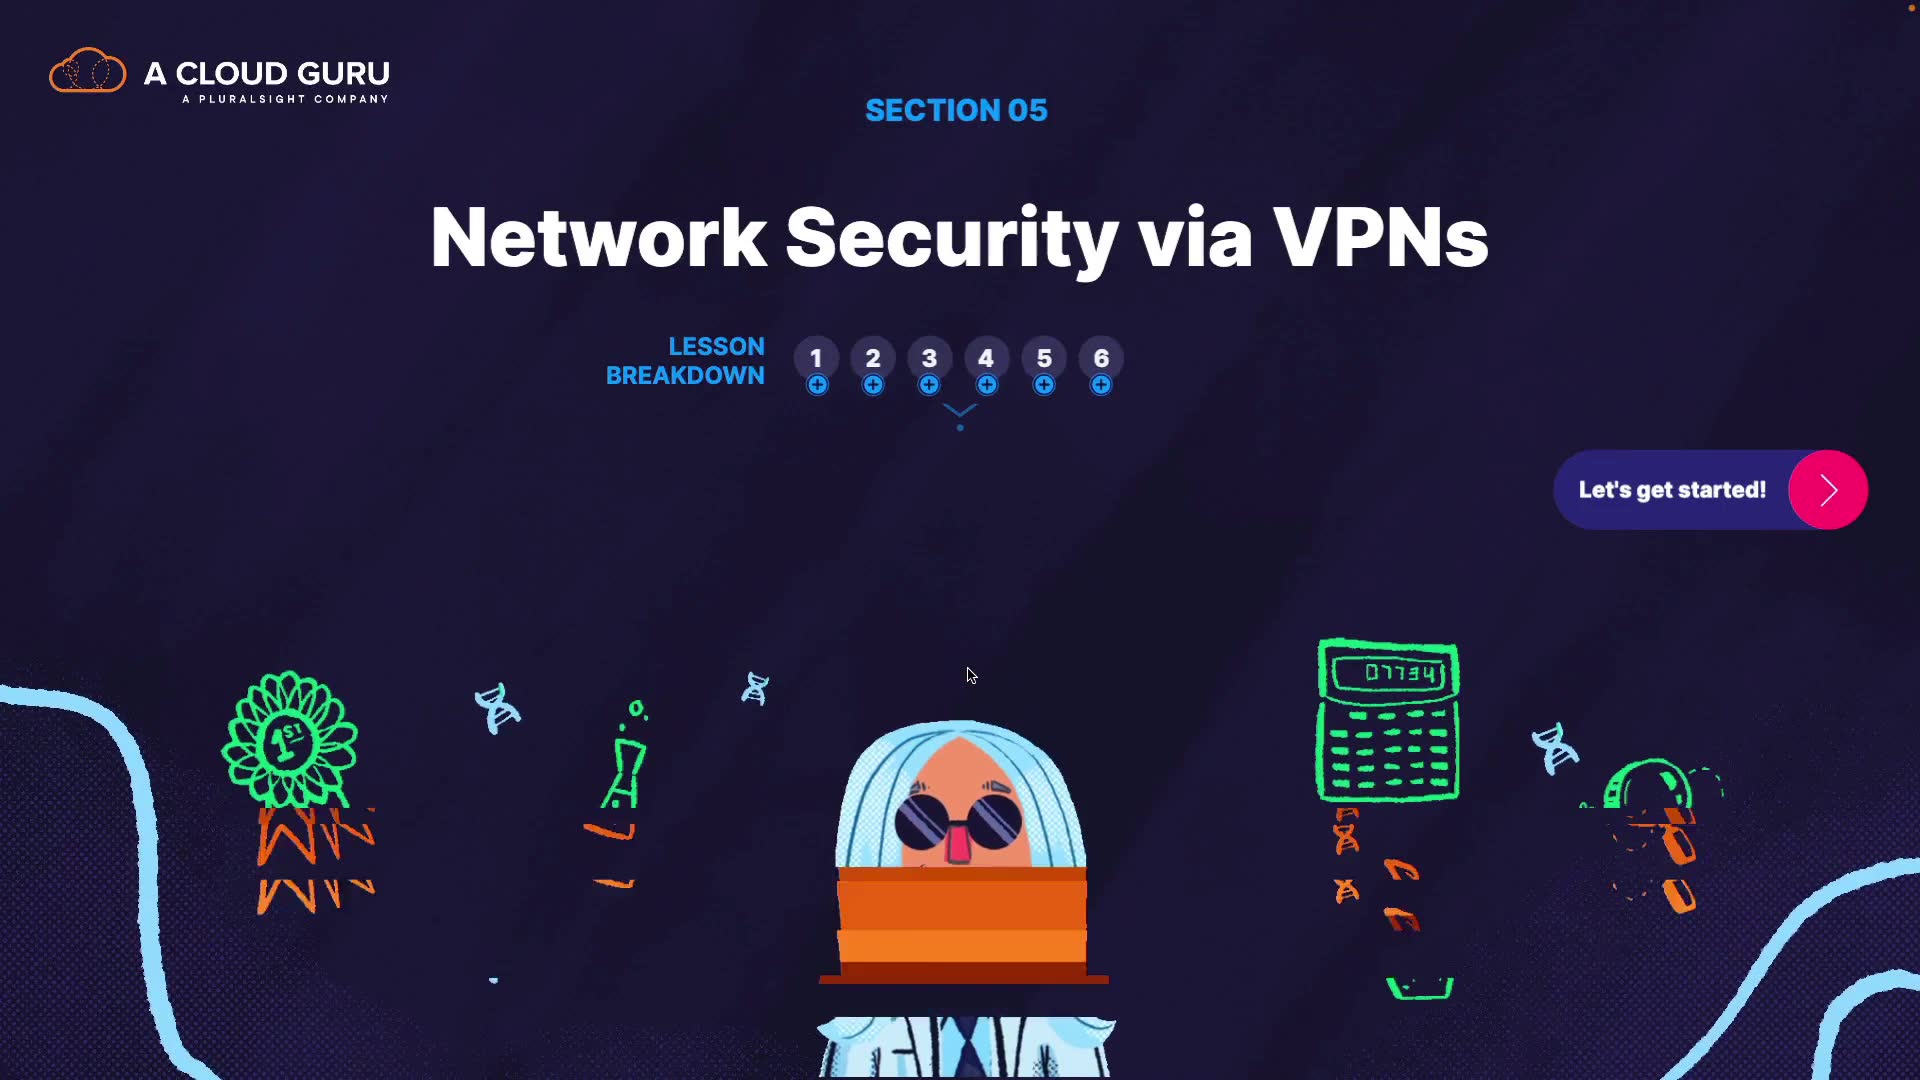 A CLOUD GURU
A PLURALSIGHT COMPANY
SECTION 05
Network Security via VPNs
LESSON
BREAKDOWN
1 2 3 4 5 6
Let's get started!
07734
1ST